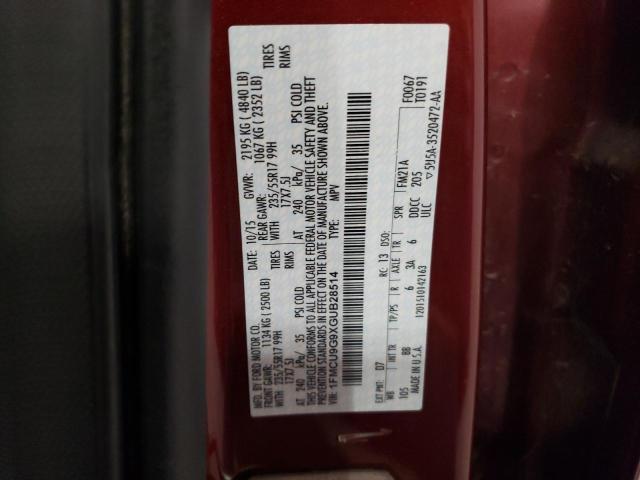 MFD. BY FORD MOTOR CO.
DATE: 10/15 GVWR: 2195 KG ( 4840 LB)
FRONT GAWR: 1134 KG ( 2500 LB) REAR GAWR: 1067 KG ( 2352 LB)
235/55R17 99H TIRES WITH 235/55R17 99H TIRES
17X7.5J RIMS 17X7.5J RIMS
AT 240 kPa/ 35 PSI COLD AT 240 kPa/ 35 PSI COLD
THIS VEHICLE CONFORMS TO ALL APPLICABLE FEDERAL MOTOR VEHICLE SAFETY AND THEFT
PREVENTION STANDARDS IN EFFECT ON THE DATE OF MANUFACTURE SHOWN ABOVE.
VIN: 1FMCU9G9XGUB28514 TYPE: MPV
F0067
T0191
EXT PNT: D7 RC: 13 DSO: FM21A
WB INT TR TP/PS R AXLE TR SPR
105 BB 6 3A 6 DDCC 205
ULC
MADE IN U.S.A. 1201510142163 ▽5U5A-3520472-AA